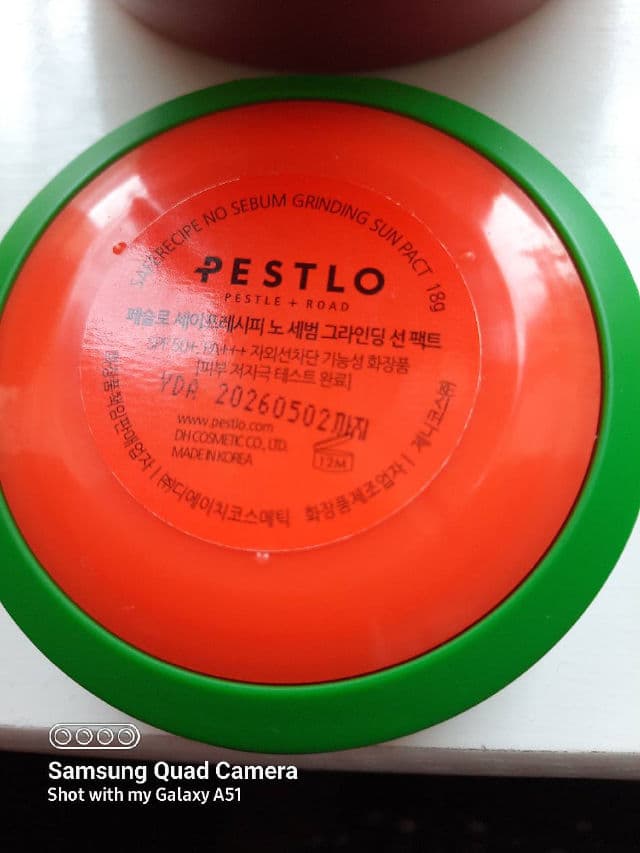 SAFE RECIPE NO SEBUM GRINDING SUN PACT 18g
PESTLO
PESTLE + ROAD
페슬로 세이프레시피 노 세범 그라인딩 선 팩트
SPF 50+, PA+++ 자외선차단 기능성 화장품
[피부 저자극 테스트 완료]
YDA 20260502까지
www.pestlo.com
DH COSMETIC CO., LTD.
MADE IN KOREA
12M
화장품책임판매업자 | ㈜디에이치코스메틱
화장품제조업자 | 제니코스㈜
Samsung Quad Camera
Shot with my Galaxy A51